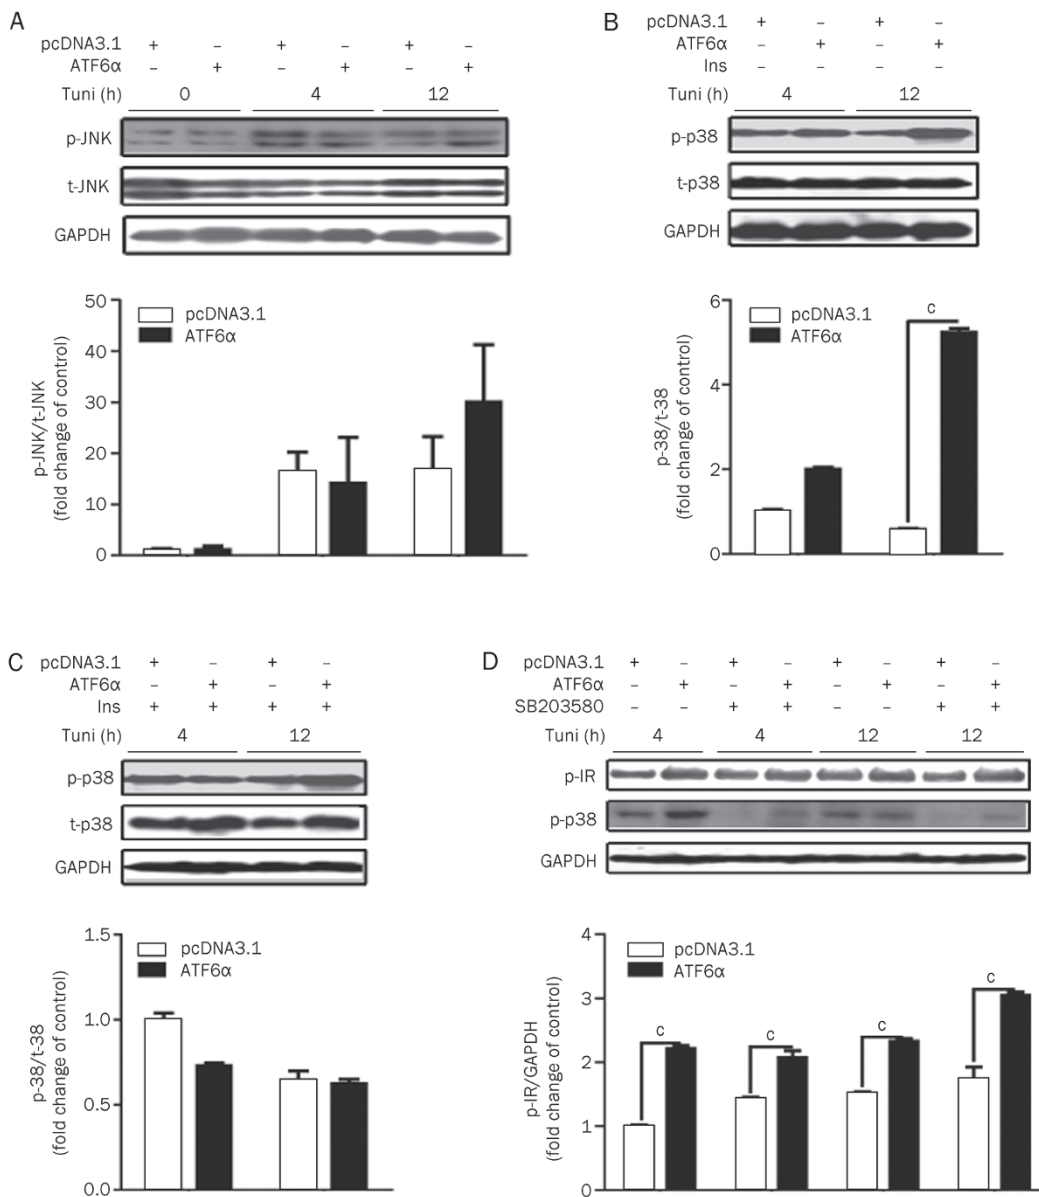 A
pcDNA3.1 + – + – + –
ATF6α – + – + – +
Tuni (h) 0 4 12
p-JNK
t-JNK
GAPDH
50
40
30
20
10
0
p-JNK/t-JNK
(fold change of control)
pcDNA3.1
ATF6α
B
pcDNA3.1 + – + –
ATF6α – + – +
Ins – – – –
Tuni (h) 4 12
p-p38
t-p38
GAPDH
6
4
2
0
p-38/t-38
(fold change of control)
pcDNA3.1
ATF6α
c
C
pcDNA3.1 + – + –
ATF6α – + – +
Ins + + + +
Tuni (h) 4 12
p-p38
t-p38
GAPDH
1.5
1.0
0.5
0.0
p-38/t-38
(fold change of control)
pcDNA3.1
ATF6α
D
pcDNA3.1 + – + – + – + –
ATF6α – + – + – + – +
SB203580 – – + + – – + +
Tuni (h) 4 4 12 12
p-IR
p-p38
GAPDH
4
3
2
1
0
p-IR/GAPDH
(fold change of control)
pcDNA3.1
ATF6α
c c c c